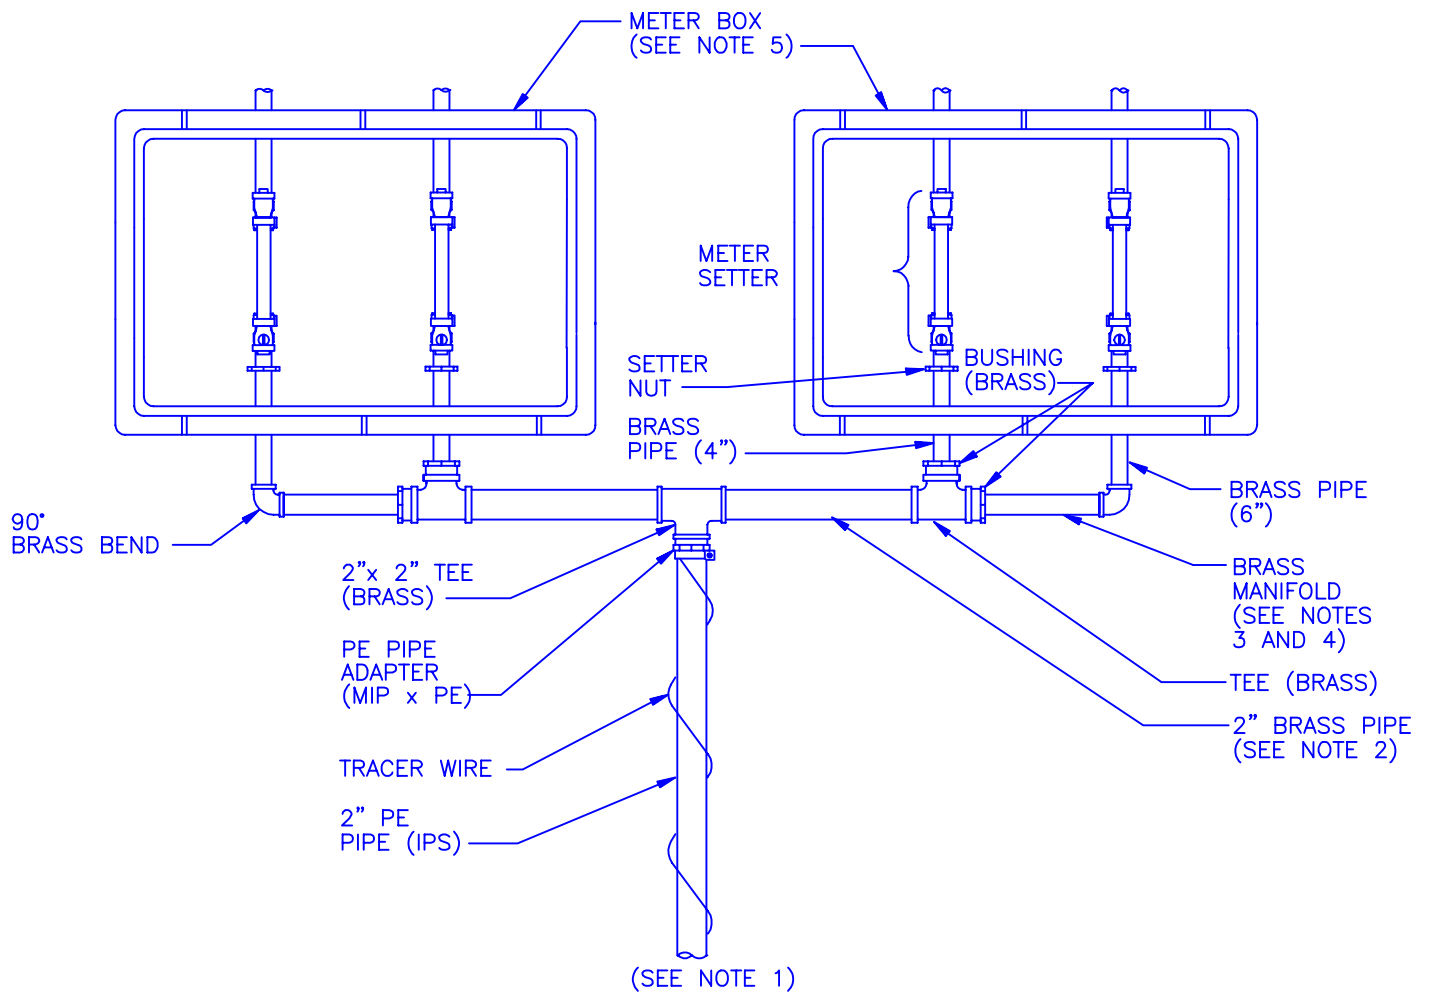 METER BOX
(SEE NOTE 5)
METER
SETTER
SETTER
NUT
BUSHING
(BRASS)
BRASS
PIPE (4”)
90°
BRASS BEND
BRASS PIPE
(6”)
2”x 2” TEE
(BRASS)
BRASS
MANIFOLD
(SEE NOTES
3 AND 4)
PE PIPE
ADAPTER
(MIP x PE)
TEE (BRASS)
2” BRASS PIPE
(SEE NOTE 2)
TRACER WIRE
2” PE
PIPE (IPS)
(SEE NOTE 1)